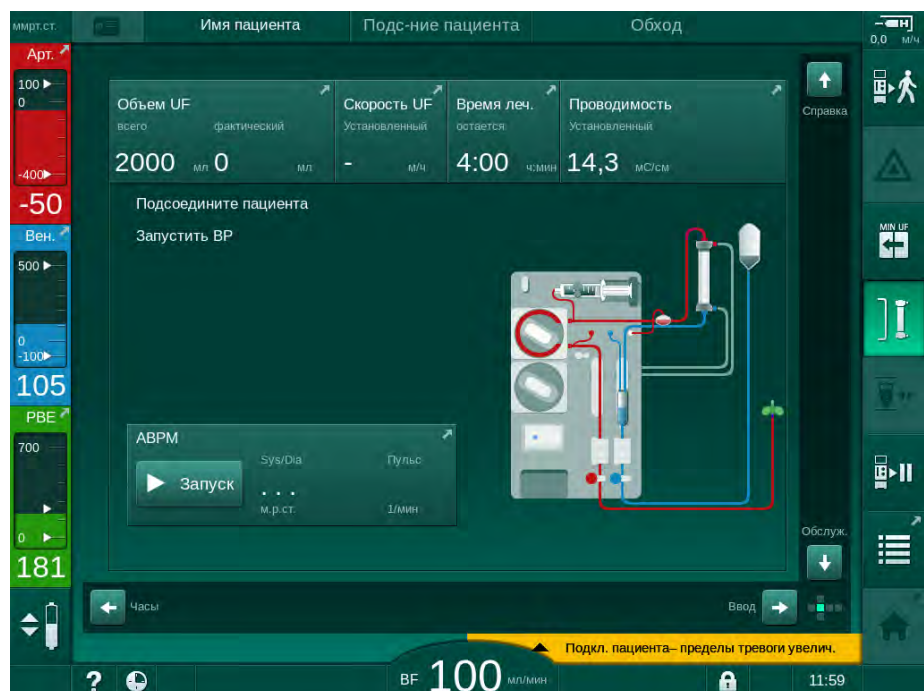 ммрт.ст.
Имя пациента
Подс-ние пациента
Обход
0,0 м/ч
Арт.
100
0
-400
-50
Вен.
500
0
-100
105
PBE
700
0
181
Объем UF
всего фактический
2000 мл 0 мл
Скорость UF
Установленный
- м/ч
Время леч.
остается
4:00 ч:мин
Проводимость
Установленный
14,3 мС/см
Справка
Подсоедините пациента
Запустить ВР
MIN UF
ABPM
Sys/Dia Пульс
Запуск
. . .
м.р.ст. 1/мин
Обслуж.
Часы
Ввод
Подкл. пациента– пределы тревоги увелич.
?
BF 100 мл/мин
11:59